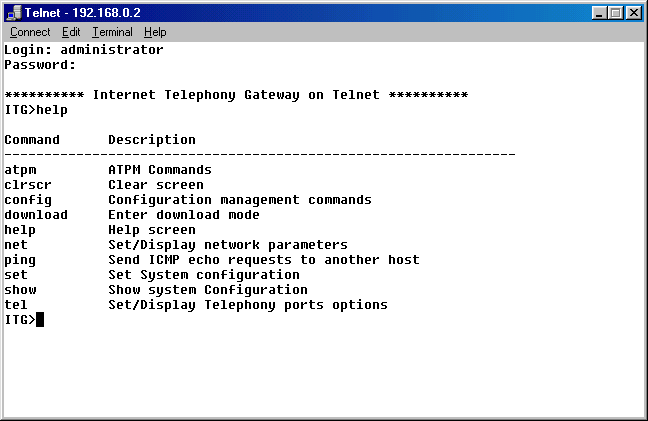 Telnet - 192.168.0.2
Connect Edit Terminal Help
Login: administrator
Password:
********** Internet Telephony Gateway on Telnet **********
ITG>help
Command Description
----------------------------------------------------------------
atpm ATPM Commands
clrscr Clear screen
config Configuration management commands
download Enter download mode
help Help screen
net Set/Display network parameters
ping Send ICMP echo requests to another host
set Set System configuration
show Show system Configuration
tel Set/Display Telephony ports options
ITG>